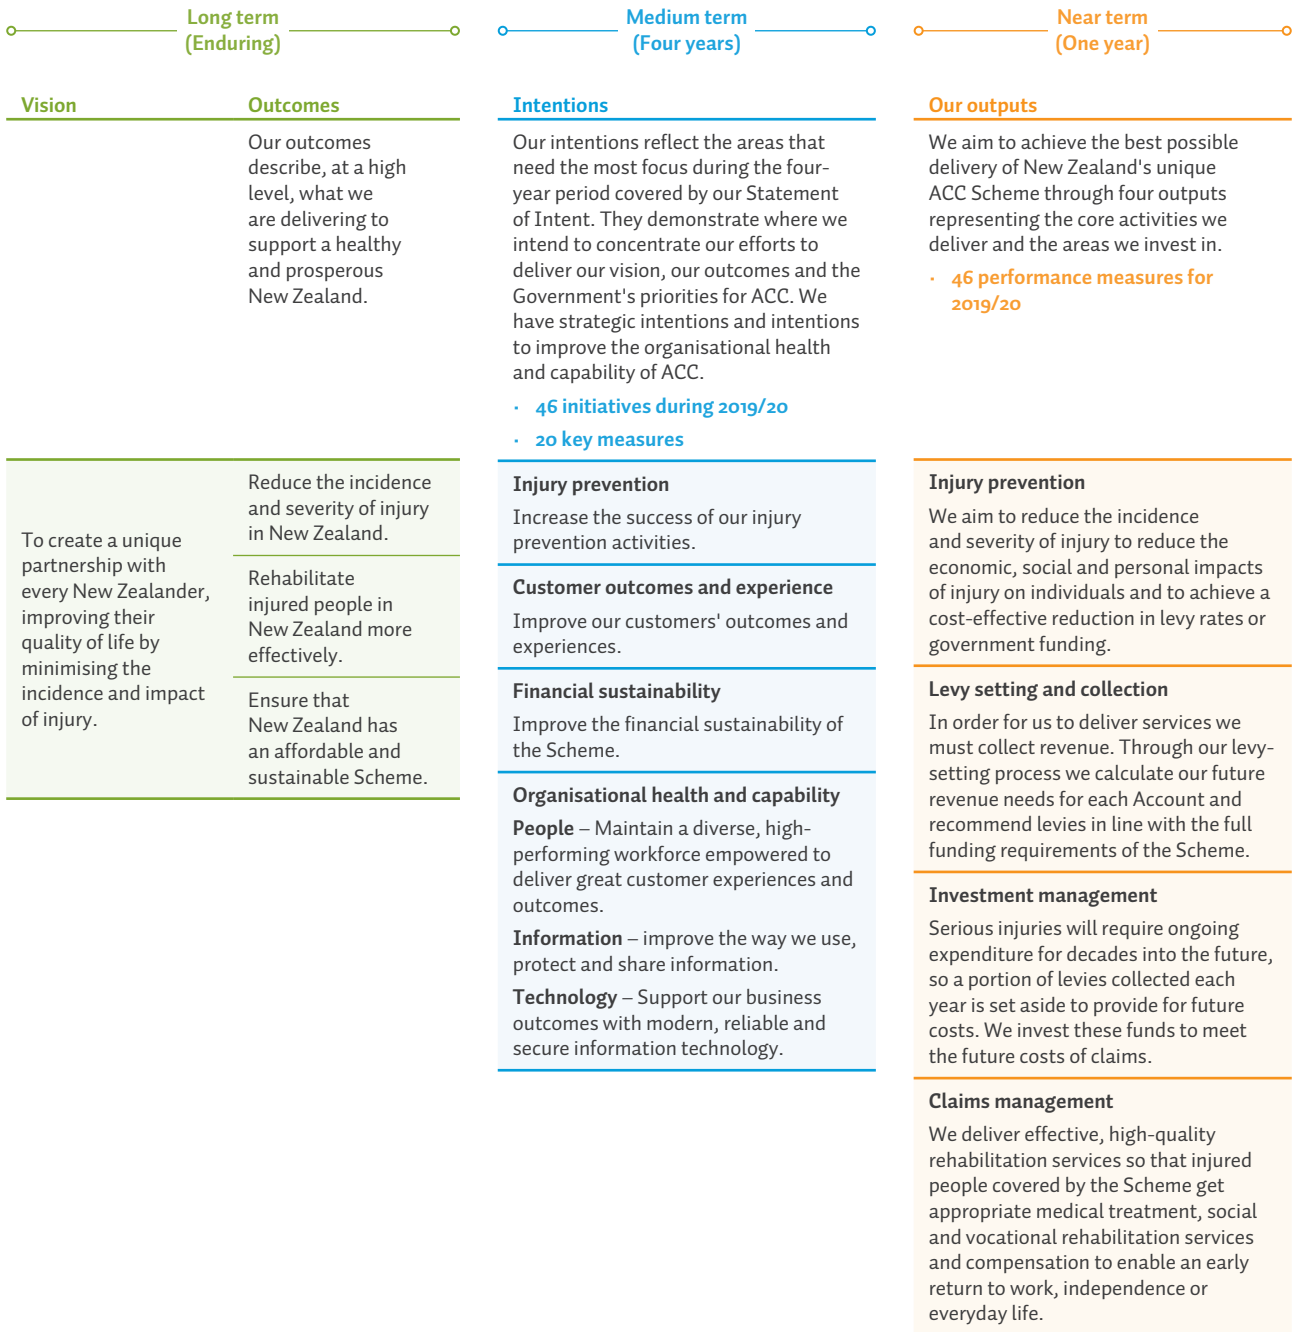 Long term
(Enduring)
Medium term
(Four years)
Near term
(One year)
Vision
Outcomes
Our outcomes
describe, at a high
level, what we
are delivering to
support a healthy
and prosperous
New Zealand.
To create a unique
partnership with
every New Zealander,
improving their
quality of life by
minimising the
incidence and impact
of injury.
Reduce the incidence
and severity of injury
in New Zealand.
Rehabilitate
injured people in
New Zealand more
effectively.
Ensure that
New Zealand has
an affordable and
sustainable Scheme.
Intentions
Our intentions reflect the areas that
need the most focus during the four-
year period covered by our Statement
of Intent. They demonstrate where we
intend to concentrate our efforts to
deliver our vision, our outcomes and the
Government's priorities for ACC. We
have strategic intentions and intentions
to improve the organisational health
and capability of ACC.
· 46 initiatives during 2019/20
· 20 key measures
Injury prevention
Increase the success of our injury
prevention activities.
Customer outcomes and experience
Improve our customers' outcomes and
experiences.
Financial sustainability
Improve the financial sustainability of
the Scheme.
Organisational health and capability
People – Maintain a diverse, high-
performing workforce empowered to
deliver great customer experiences and
outcomes.
Information – improve the way we use,
protect and share information.
Technology – Support our business
outcomes with modern, reliable and
secure information technology.
Our outputs
We aim to achieve the best possible
delivery of New Zealand's unique
ACC Scheme through four outputs
representing the core activities we
deliver and the areas we invest in.
· 46 performance measures for
2019/20
Injury prevention
We aim to reduce the incidence
and severity of injury to reduce the
economic, social and personal impacts
of injury on individuals and to achieve a
cost-effective reduction in levy rates or
government funding.
Levy setting and collection
In order for us to deliver services we
must collect revenue. Through our levy-
setting process we calculate our future
revenue needs for each Account and
recommend levies in line with the full
funding requirements of the Scheme.
Investment management
Serious injuries will require ongoing
expenditure for decades into the future,
so a portion of levies collected each
year is set aside to provide for future
costs. We invest these funds to meet
the future costs of claims.
Claims management
We deliver effective, high-quality
rehabilitation services so that injured
people covered by the Scheme get
appropriate medical treatment, social
and vocational rehabilitation services
and compensation to enable an early
return to work, independence or
everyday life.